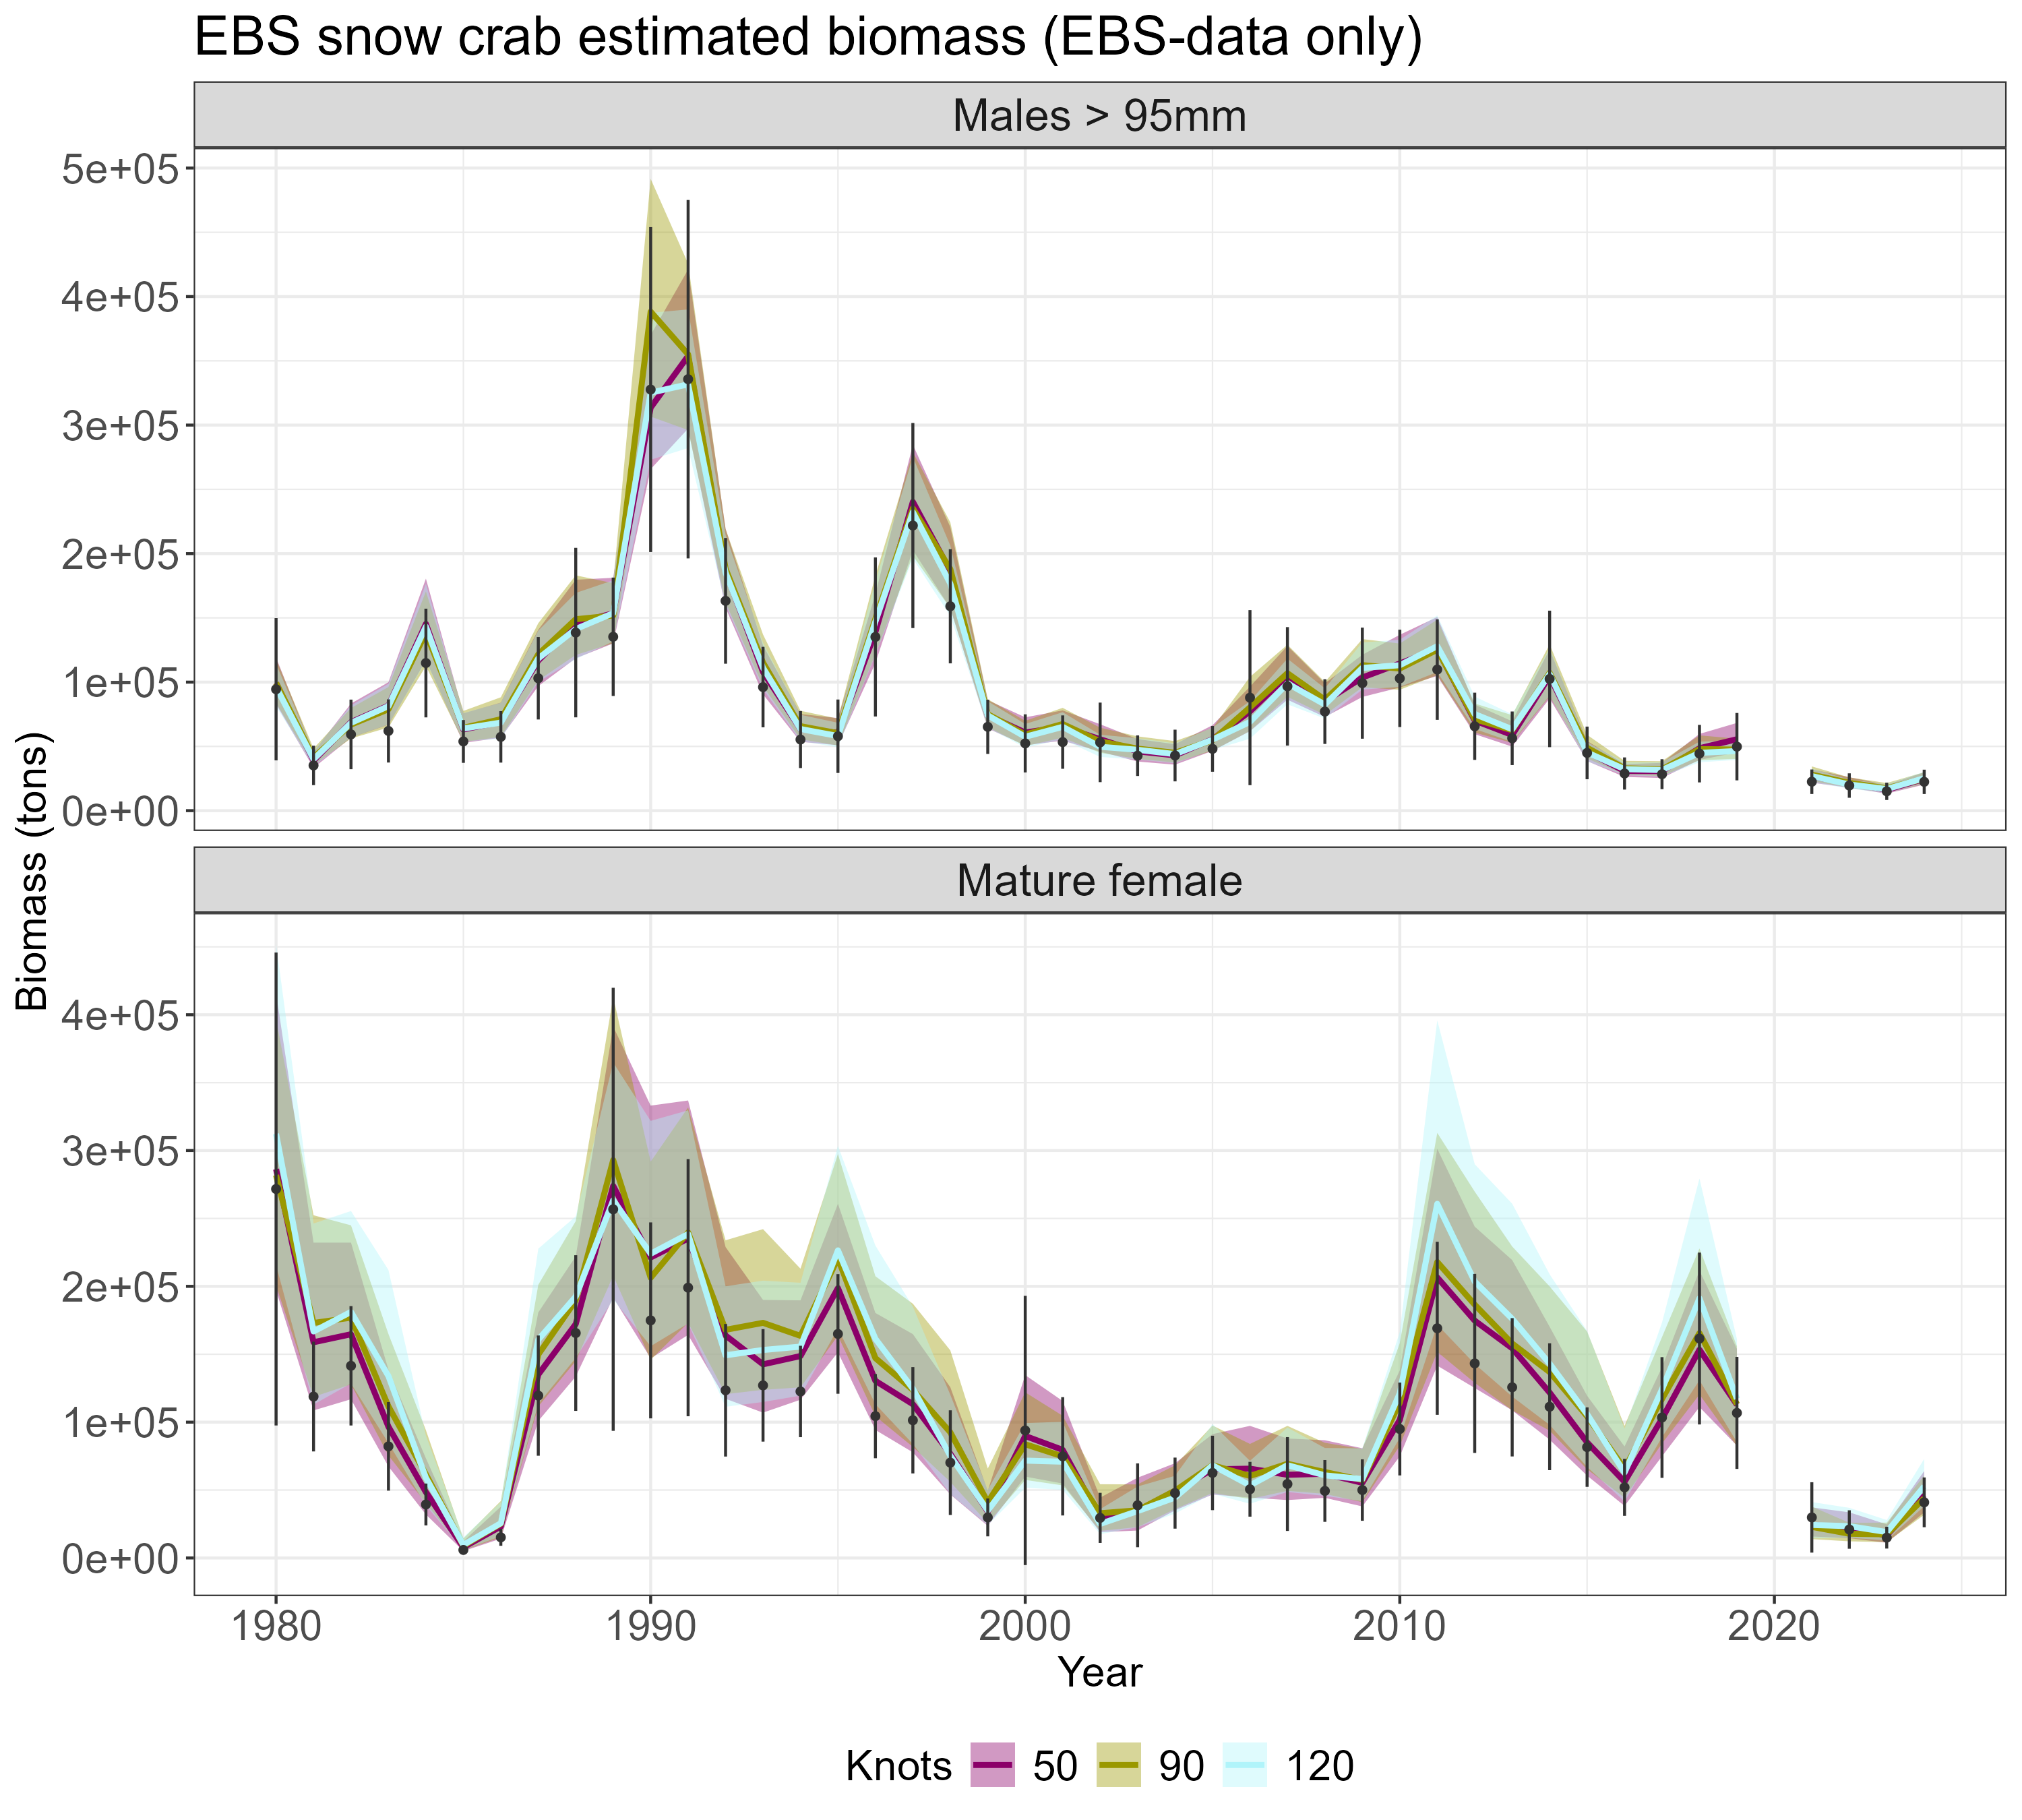 EBS snow crab estimated biomass (EBS-data only)
Males > 95mm
5e+05
4e+05
3e+05
2e+05
1e+05
0e+00
Biomass (tons)
Mature female
4e+05
3e+05
2e+05
1e+05
0e+00
1980 1990 2000 2010 2020
Year
Knots 50 90 120